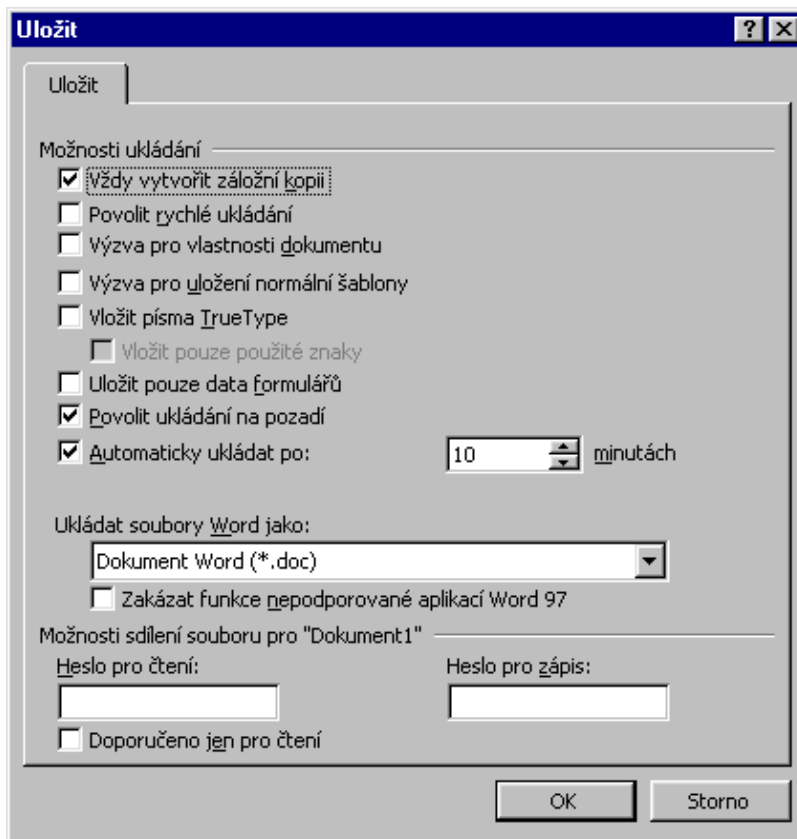 Uložit
Uložit
Možnosti ukládání
Vždy vytvořit záložní kopii
Povolit rychlé ukládání
Výzva pro vlastnosti dokumentu
Výzva pro uložení normální šablony
Vložit písma TrueType
Vložit pouze použité znaky
Uložit pouze data formulářů
Povolit ukládání na pozadí
Automaticky ukládat po: 10 minutách
Ukládat soubory Word jako:
Dokument Word (*.doc)
Zakázat funkce nepodporované aplikací Word 97
Možnosti sdílení souboru pro "Dokument1"
Heslo pro čtení: Heslo pro zápis:
Doporučeno jen pro čtení
OK Storno